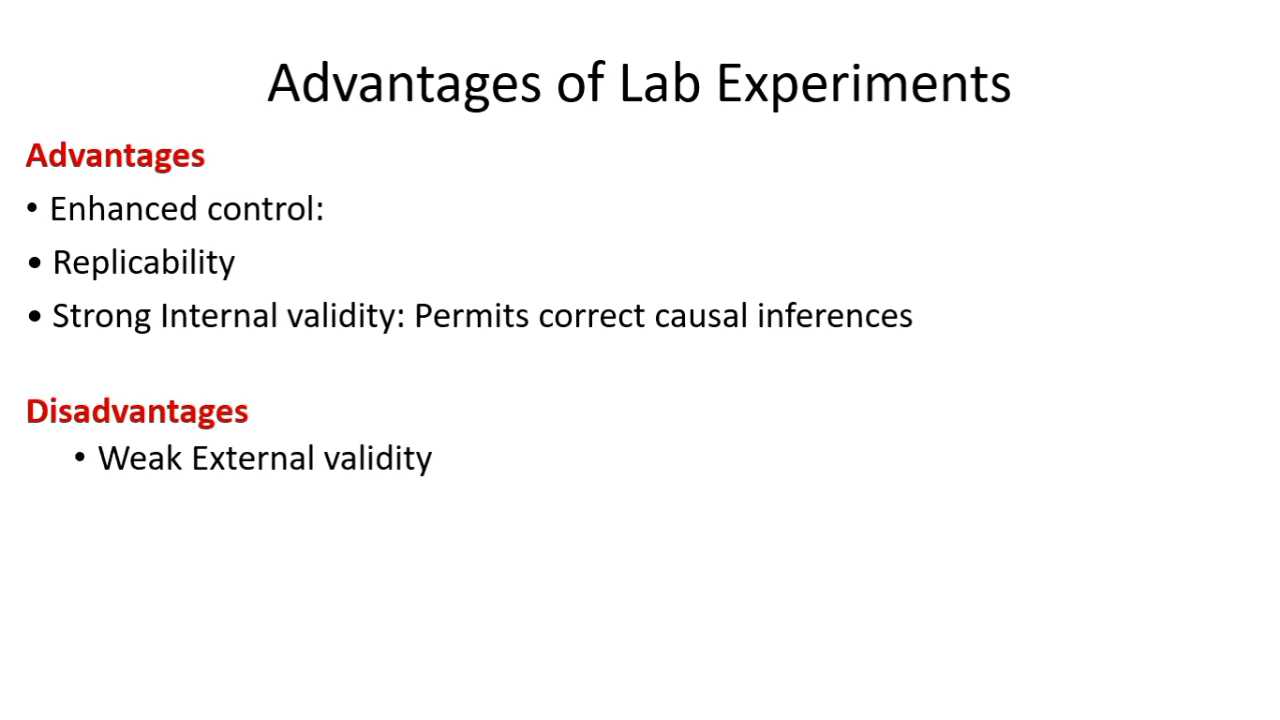 Advantages of Lab Experiments
Advantages
• Enhanced control:
• Replicability
• Strong Internal validity: Permits correct causal inferences
Disadvantages
• Weak External validity